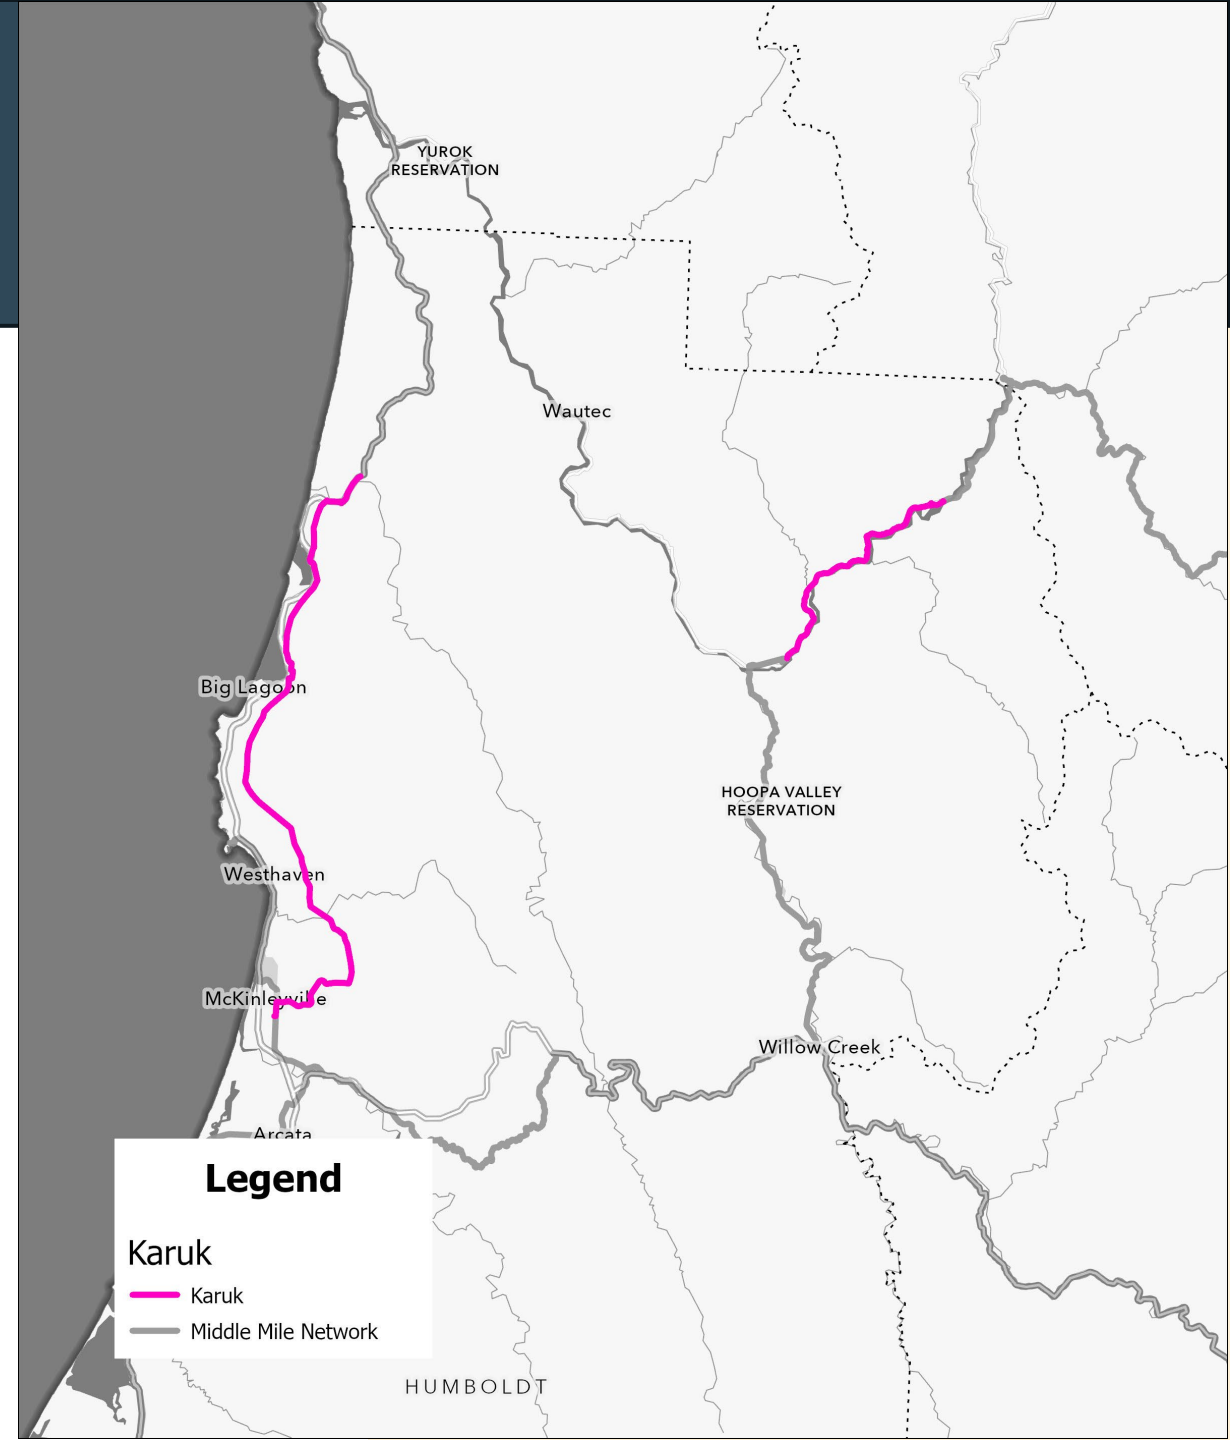 YUROK
RESERVATION
Wautec
Big Lagoon
HOOPA VALLEY
RESERVATION
Westhaven
McKinleyville
Willow Creek
Arcata
Legend
Karuk
Karuk
Middle Mile Network
HUMBOLDT